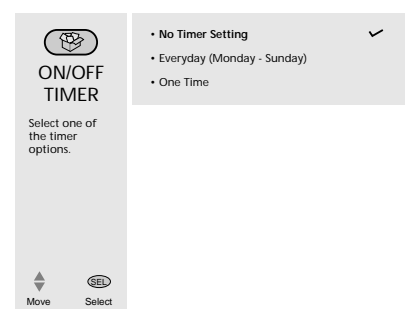 ON/OFF
TIMER
Select one of
the timer
options.
• No Timer Setting
• Everyday (Monday - Sunday)
• One Time
SEL
Move Select